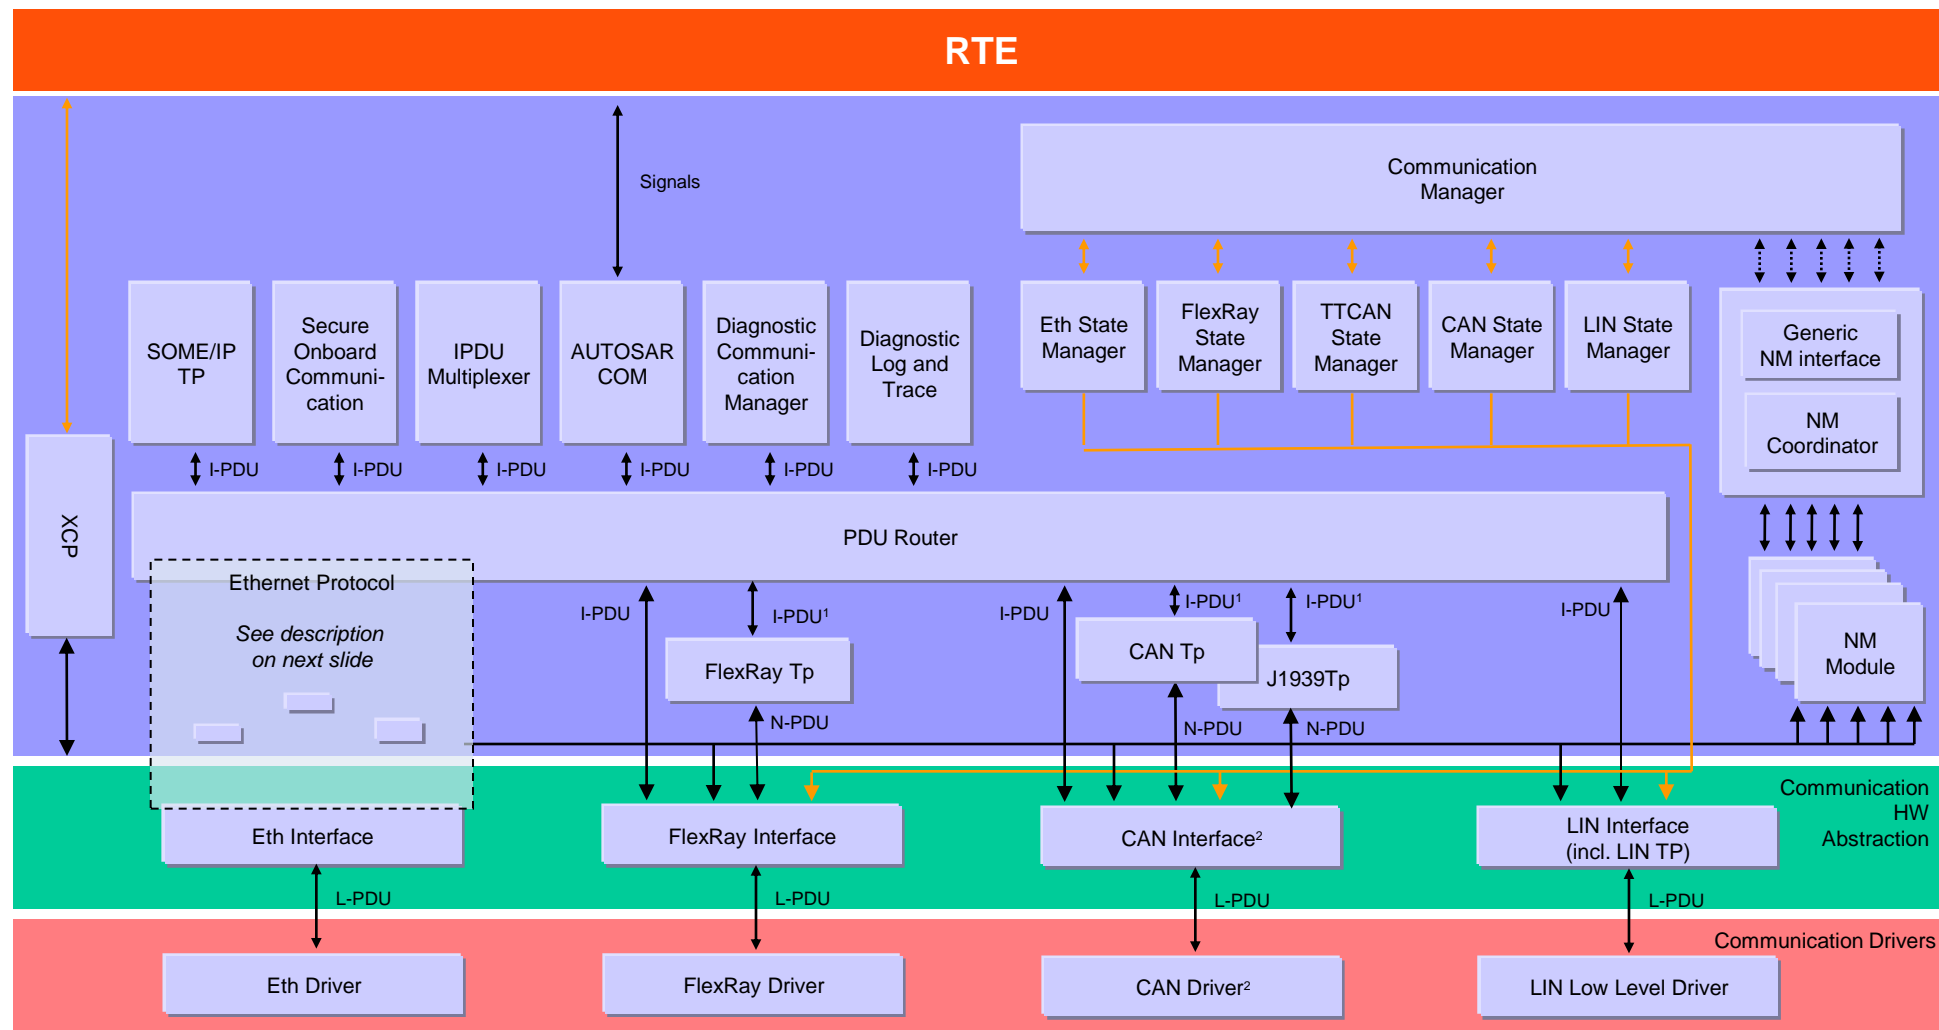 RTE
Signals
Communication
Manager
SOME/IP
TP
Secure
Onboard
Communi-
cation
IPDU
Multiplexer
AUTOSAR
COM
Diagnostic
Communi-
cation
Manager
Diagnostic
Log and
Trace
Eth State
Manager
FlexRay
State
Manager
TTCAN
State
Manager
CAN State
Manager
LIN State
Manager
Generic
NM interface
NM
Coordinator
I-PDU
I-PDU
I-PDU
I-PDU
I-PDU
I-PDU
XCP
PDU Router
Ethernet Protocol
See description
on next slide
I-PDU
I-PDU¹
I-PDU
I-PDU¹
I-PDU¹
I-PDU
FlexRay Tp
CAN Tp
J1939Tp
NM
Module
N-PDU
N-PDU
N-PDU
Communication
HW
Abstraction
Eth Interface
FlexRay Interface
CAN Interface²
LIN Interface
(incl. LIN TP)
L-PDU
L-PDU
L-PDU
L-PDU
Communication Drivers
Eth Driver
FlexRay Driver
CAN Driver²
LIN Low Level Driver